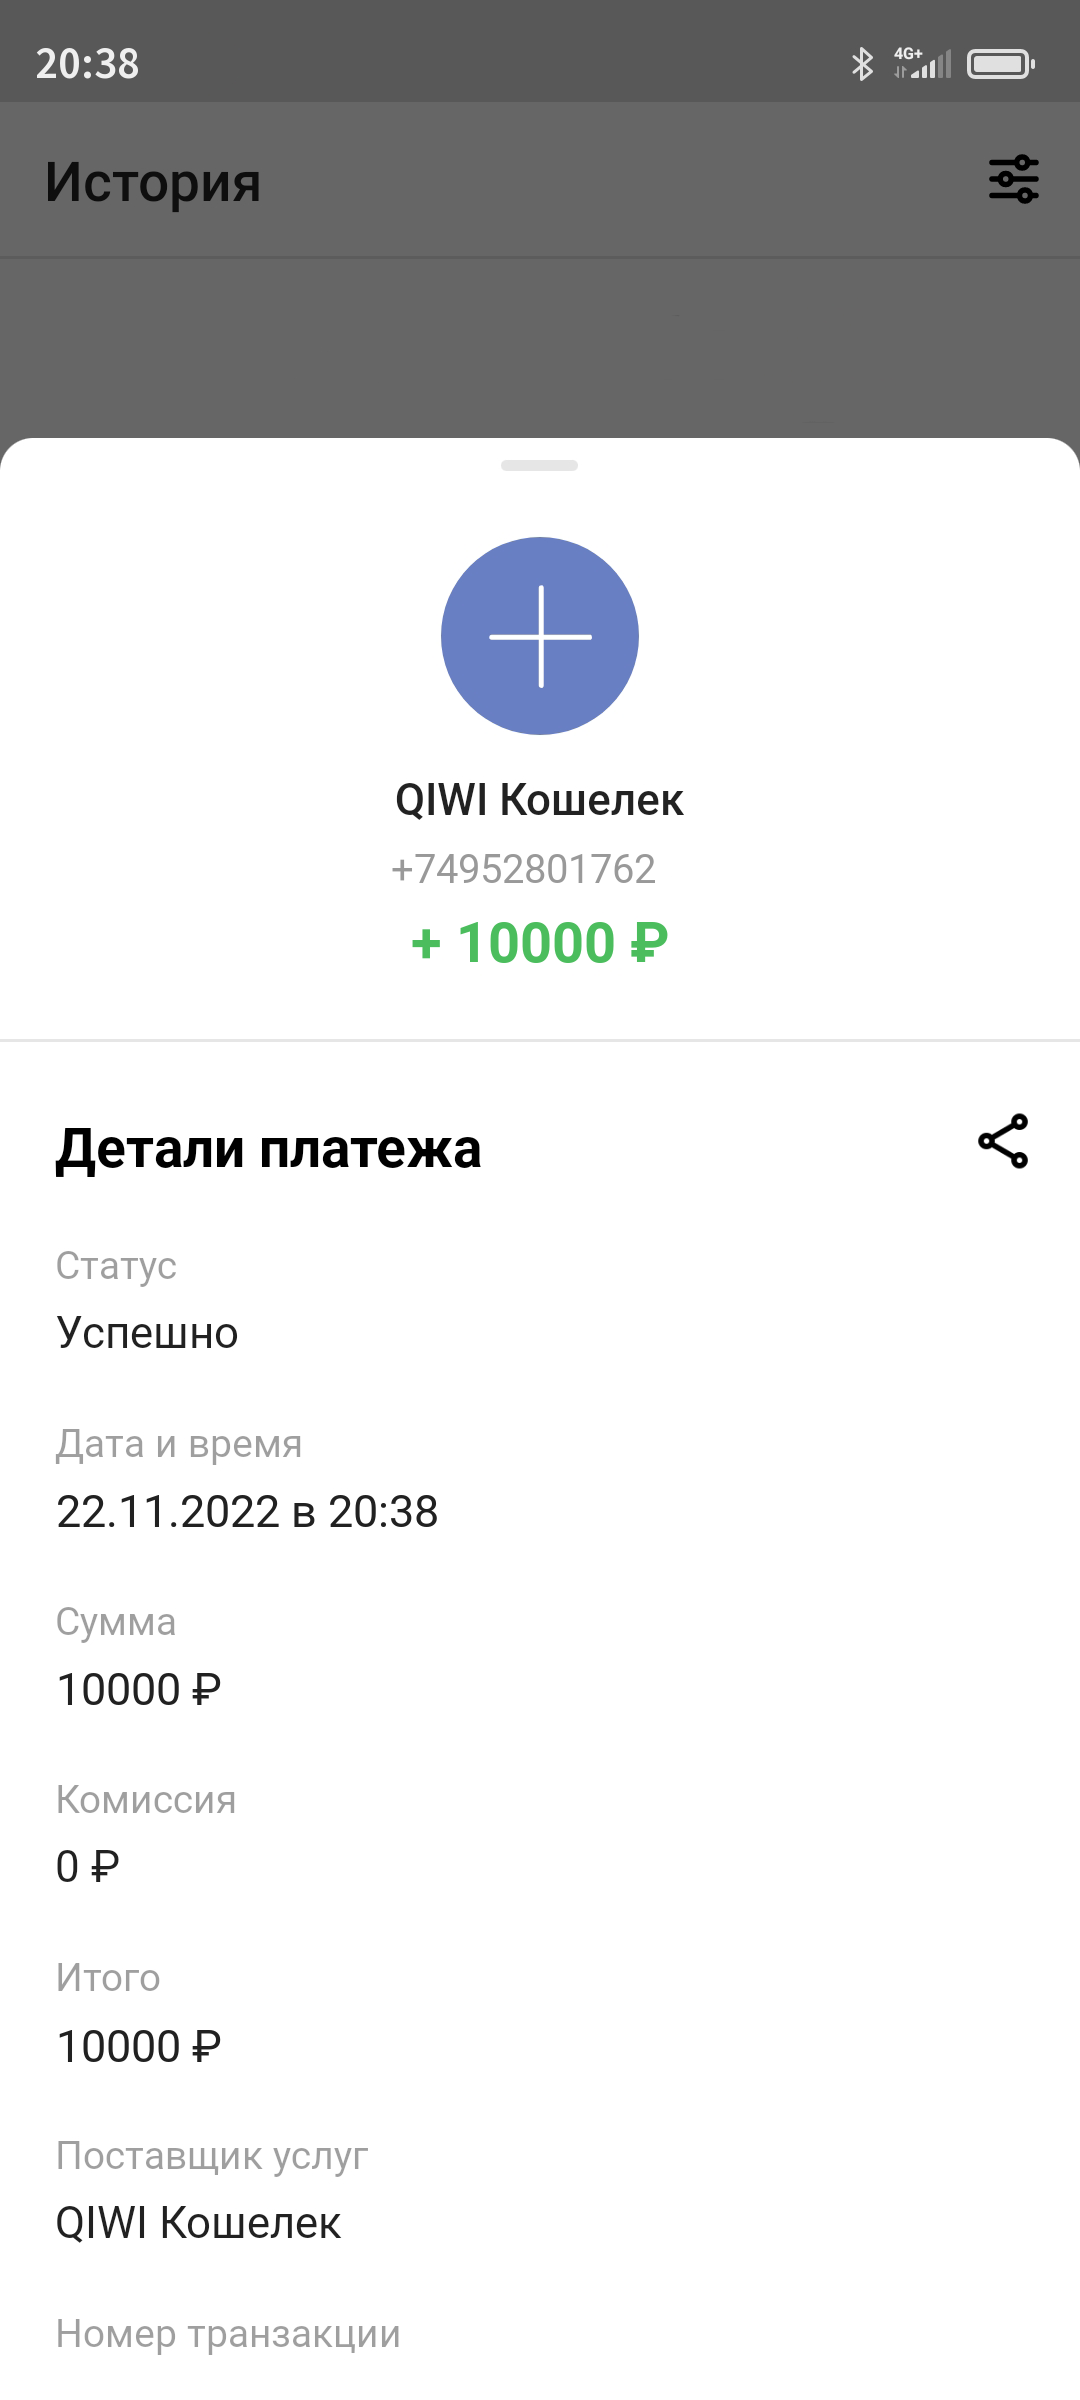 20:38
4G+
История
QIWI Кошелек
+74952801762
+ 10000 ₽
Детали платежа
Статус
Успешно
Дата и время
22.11.2022 в 20:38
Сумма
10000 ₽
Комиссия
0 ₽
Итого
10000 ₽
Поставщик услуг
QIWI Кошелек
Номер транзакции